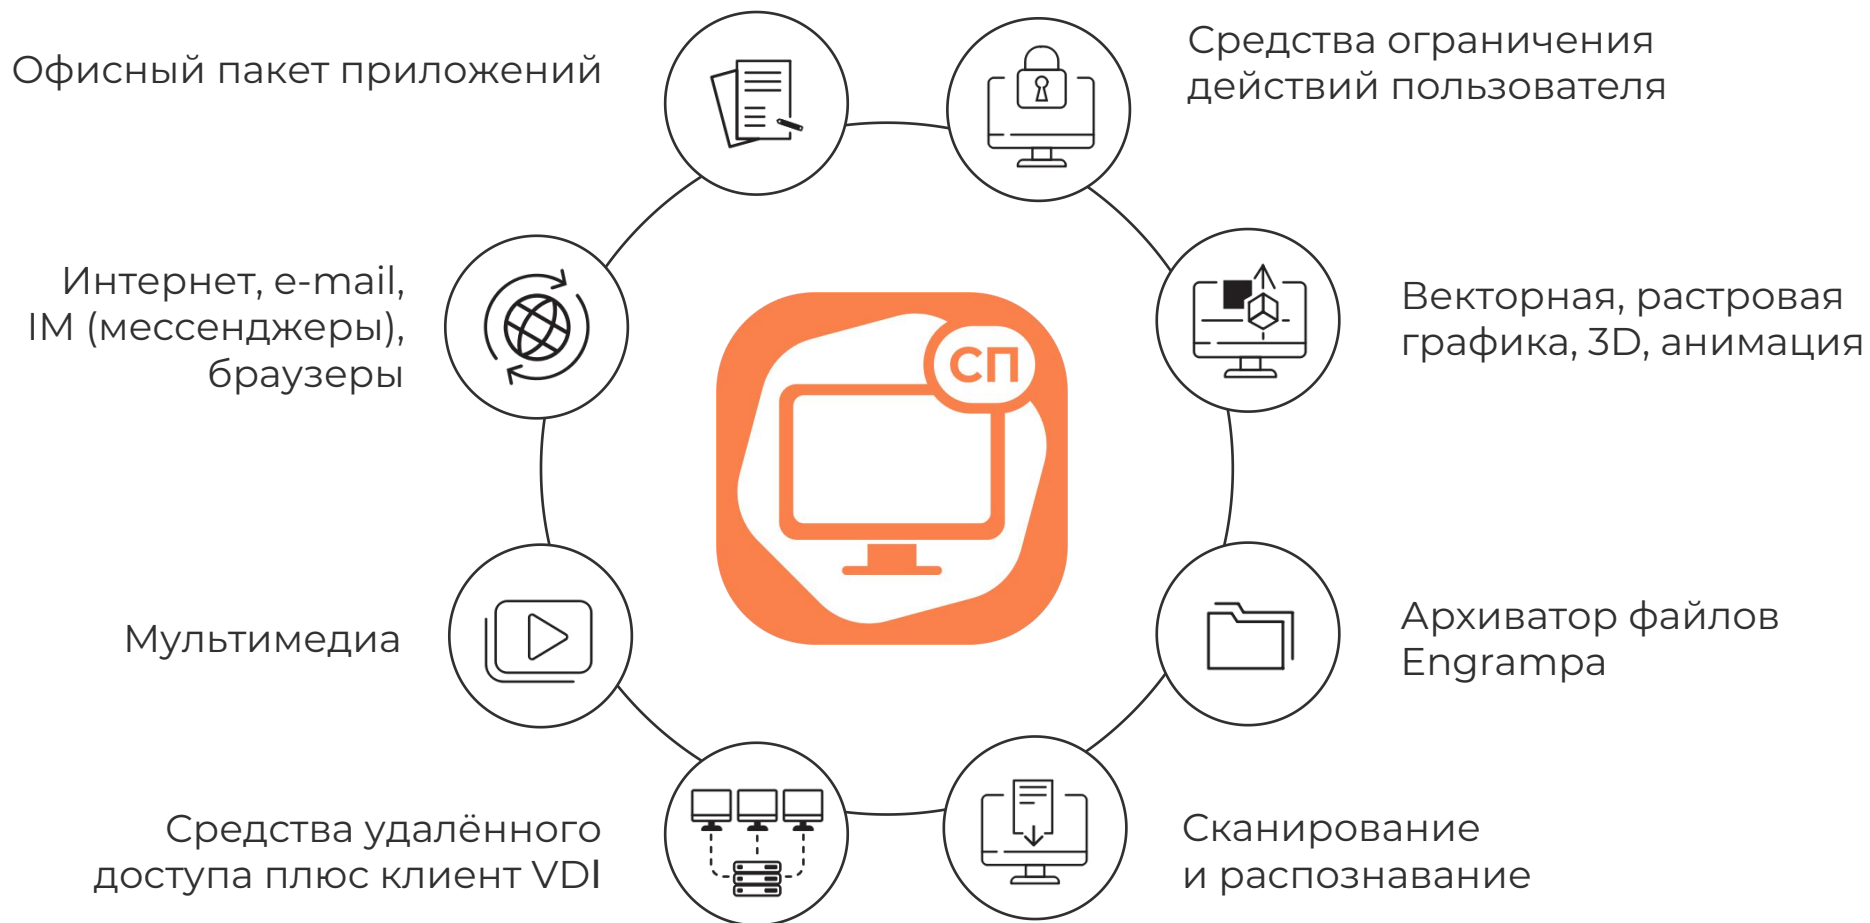 Офисный пакет приложений
Средства ограничения
действий пользователя
Интернет, e-mail,
IM (мессенджеры),
браузеры
СП
Векторная, растровая
графика, 3D, анимация
Мультимедиа
Архиватор файлов
Engrampa
Средства удалённого
доступа плюс клиент VDI
Сканирование
и распознавание